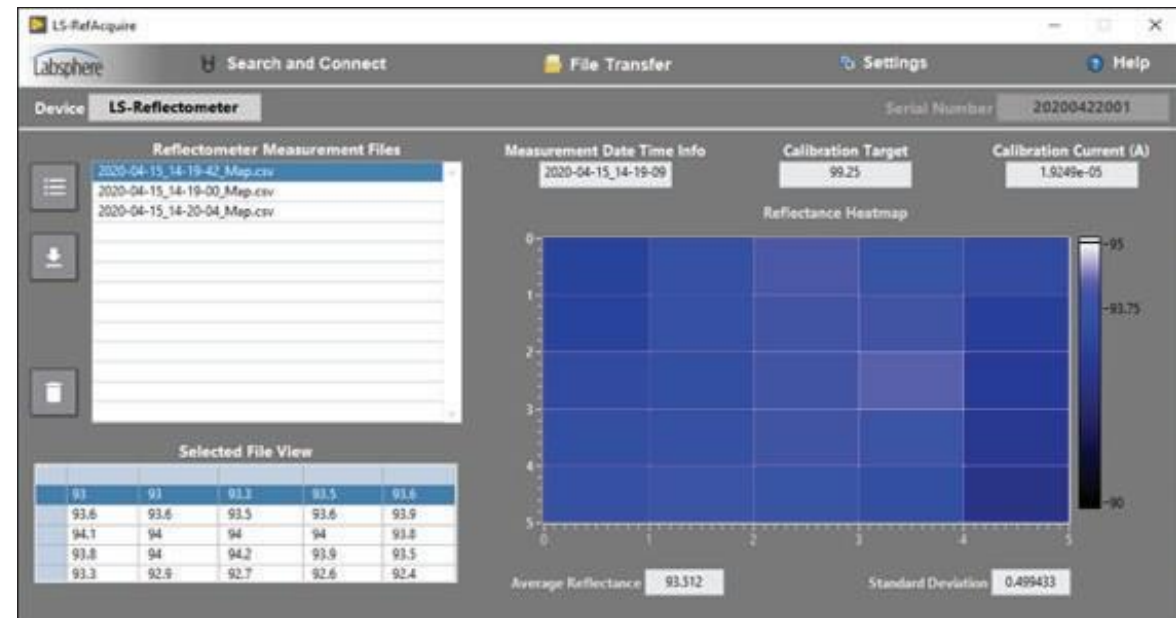 LS-RefAcquire
Labsphere Search and Connect File Transfer Settings Help
Device LS-Reflectometer Serial Number 20200422001
Reflectometer Measurement Files
2020-04-15_14-19-42_Map.csv
2020-04-15_14-19-00_Map.csv
2020-04-15_14-20-04_Map.csv
Selected File View
93 93 93.3 93.5 93.6
93.6 93.6 93.5 93.6 93.9
94.1 94 94 94 93.8
93.8 94 94.2 93.9 93.5
93.3 92.9 92.7 92.6 92.4
Measurement Date Time Info Calibration Target Calibration Current (A)
2020-04-15_14-19-09 99.25 1.9249e-05
Reflectance Heatmap
0
1
2
3
4
5
0 1 2 3 4 5
95
93.75
90
Average Reflectance 93.512 Standard Deviation 0.499433